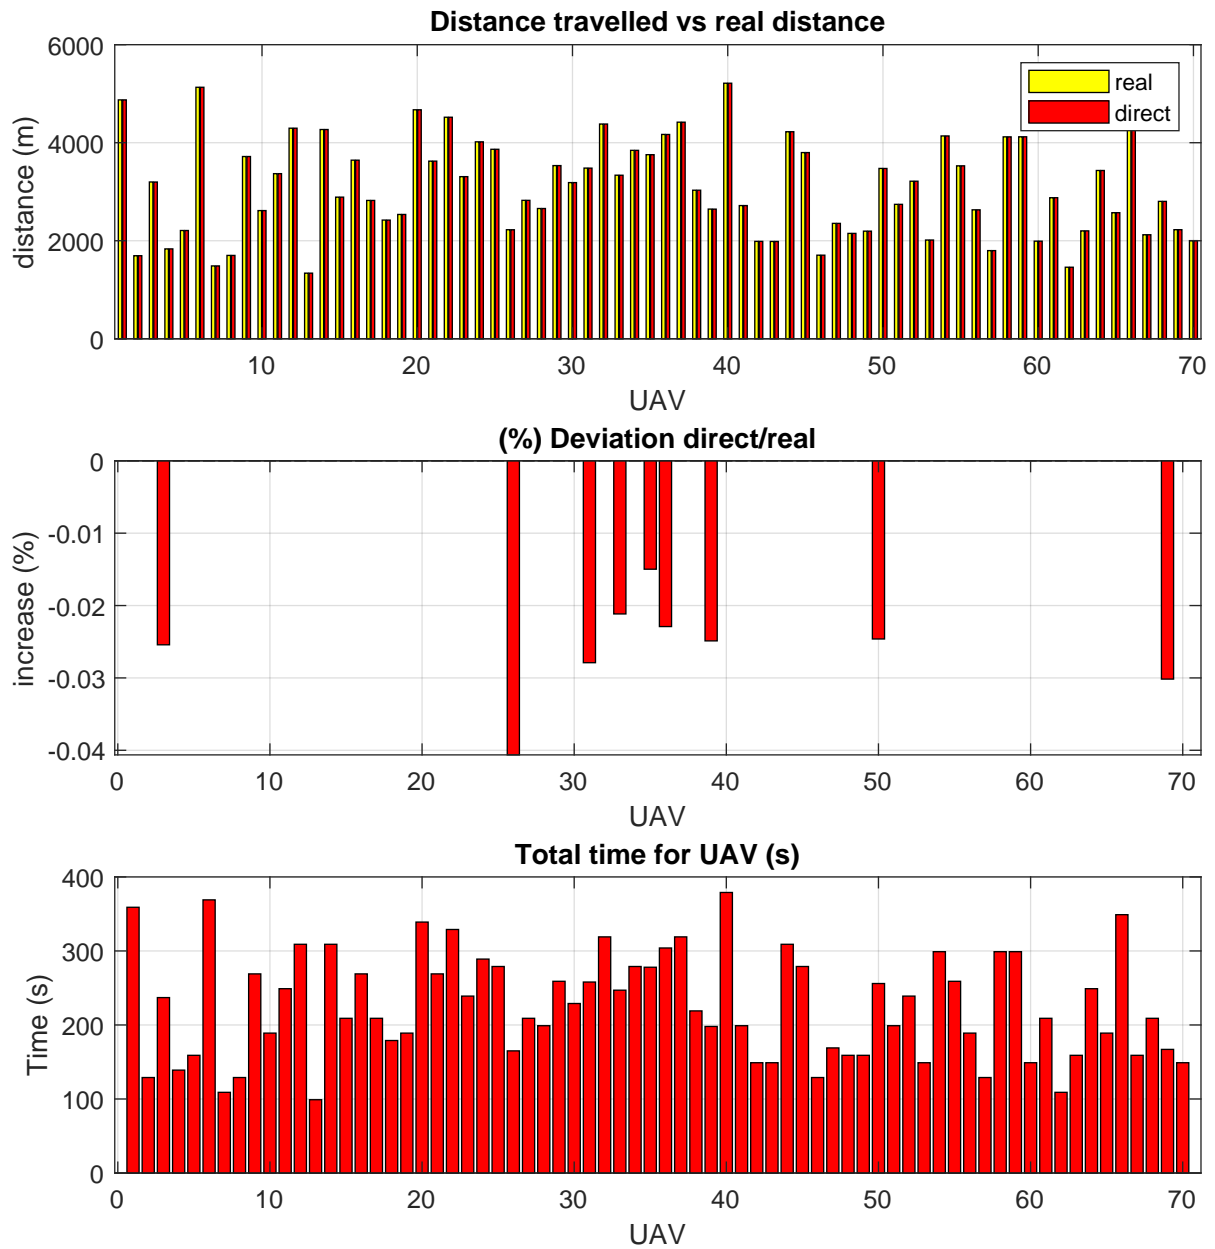 Distance travelled vs real distance
6000
4000
2000
0
distance (m)
real
direct
10 20 30 40 50 60 70
UAV
(%) Deviation direct/real
0
-0.01
-0.02
-0.03
-0.04
increase (%)
0 10 20 30 40 50 60 70
UAV
Total time for UAV (s)
400
300
200
100
0
Time (s)
0 10 20 30 40 50 60 70
UAV